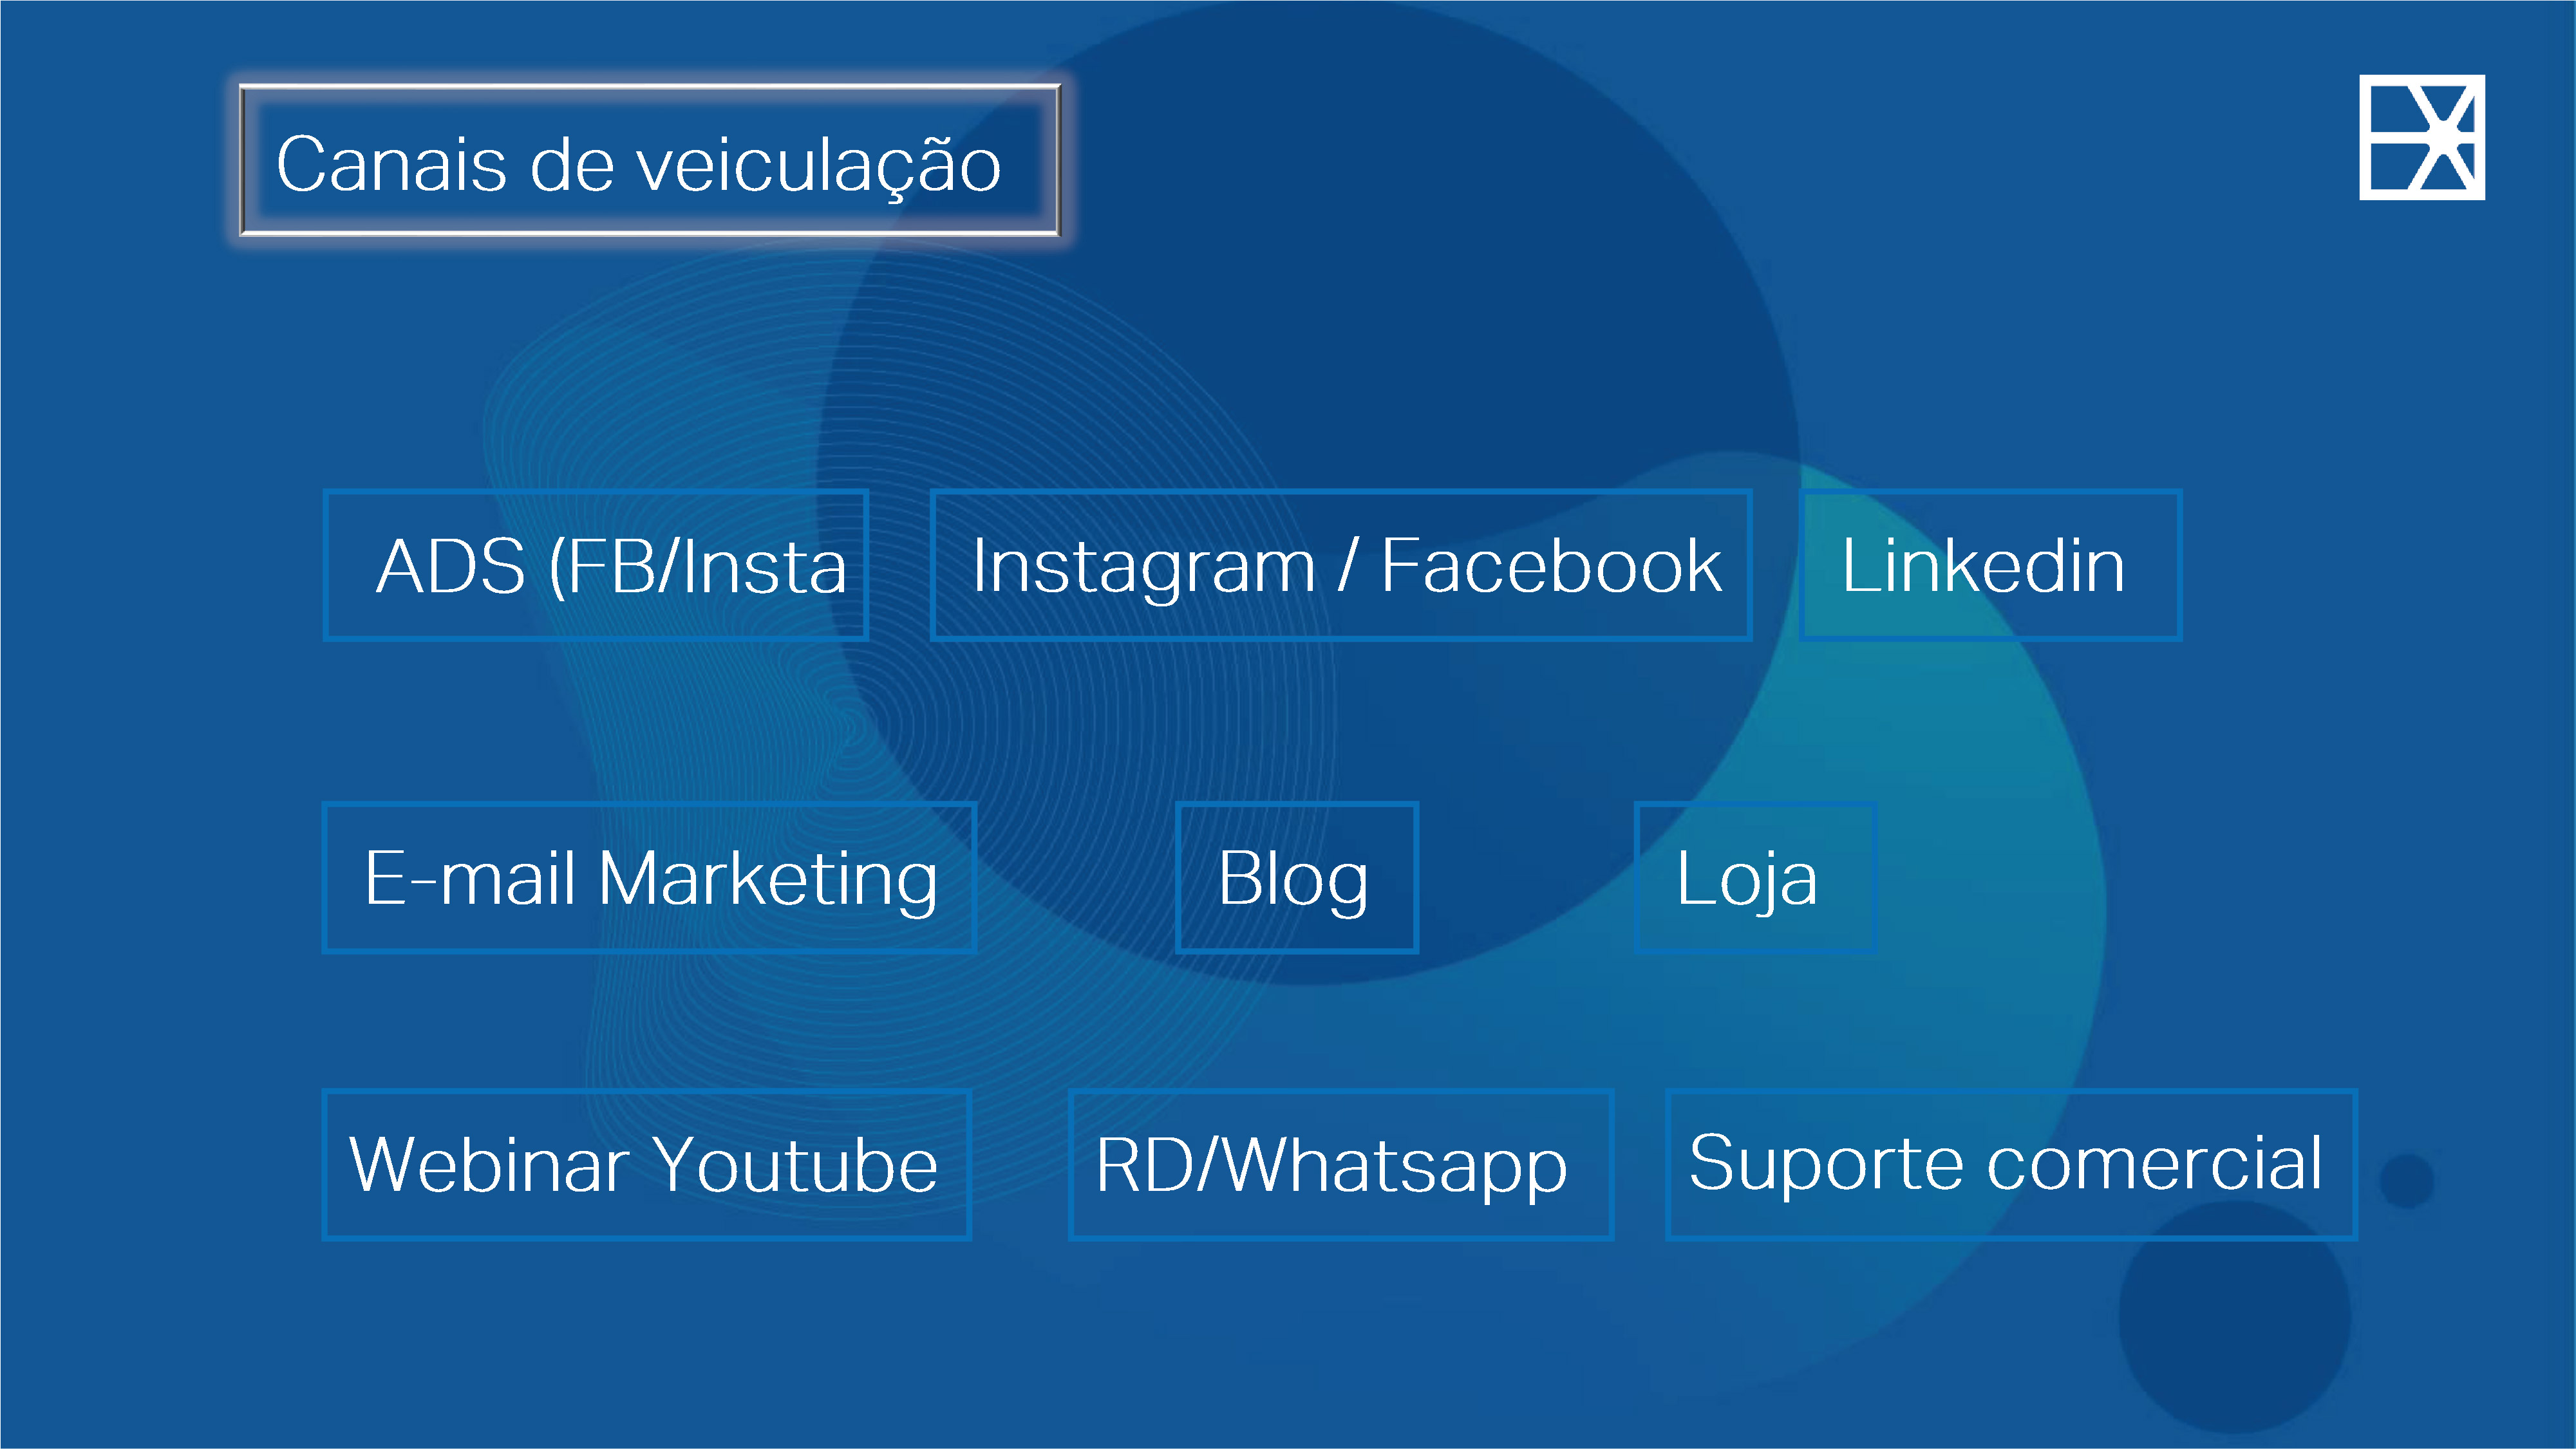 Canais de veiculação
ADS (FB/Insta
Instagram / Facebook
Linkedin
E-mail Marketing
Blog
Loja
Webinar Youtube
RD/Whatsapp
Suporte comercial